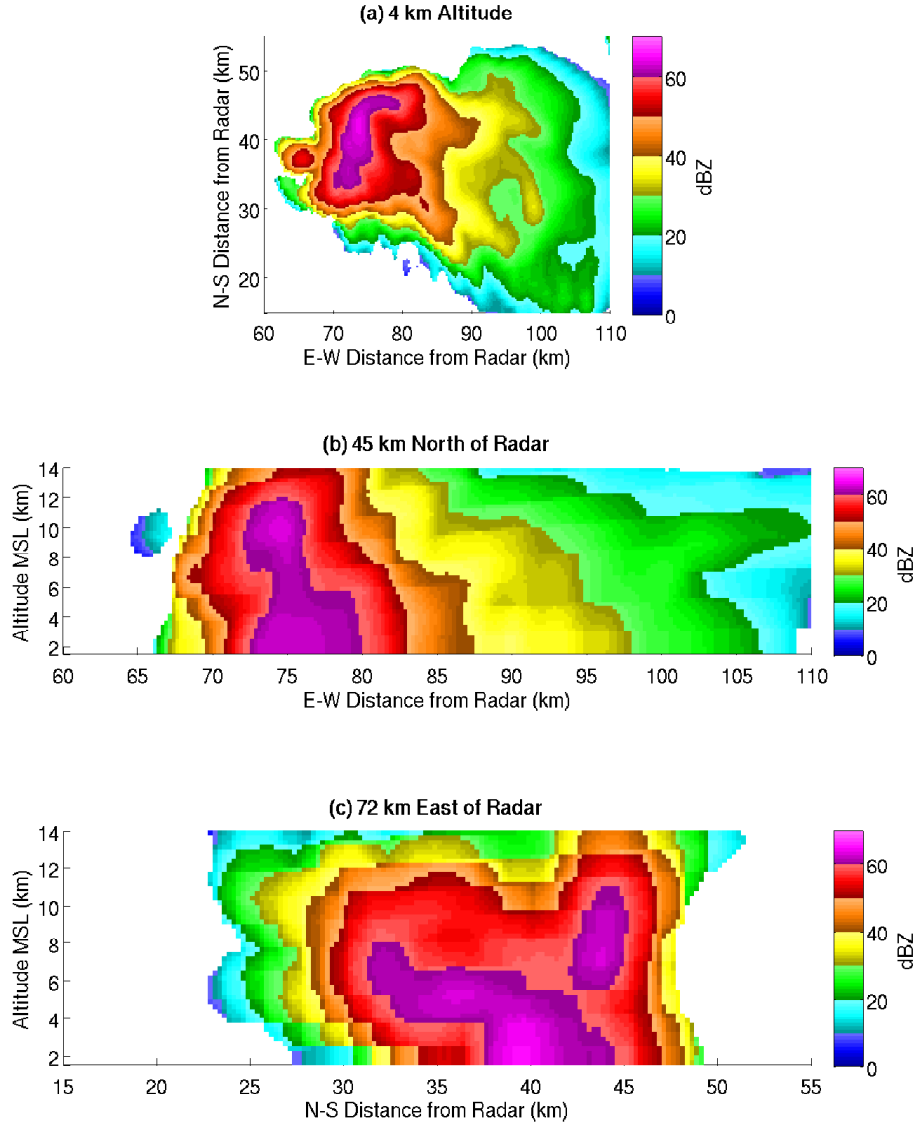 (a) 4 km Altitude
N-S Distance from Radar (km)
50
40
30
20
60 70 80 90 100 110
E-W Distance from Radar (km)
60
40
20
0
dBZ
(b) 45 km North of Radar
Altitude MSL (km)
14
12
10
8
6
4
2
60 65 70 75 80 85 90 95 100 105 110
E-W Distance from Radar (km)
60
50
40
30
20
10
0
dBZ
(c) 72 km East of Radar
Altitude MSL (km)
14
12
10
8
6
4
2
15 20 25 30 35 40 45 50 55
N-S Distance from Radar (km)
60
40
20
0
dBZ